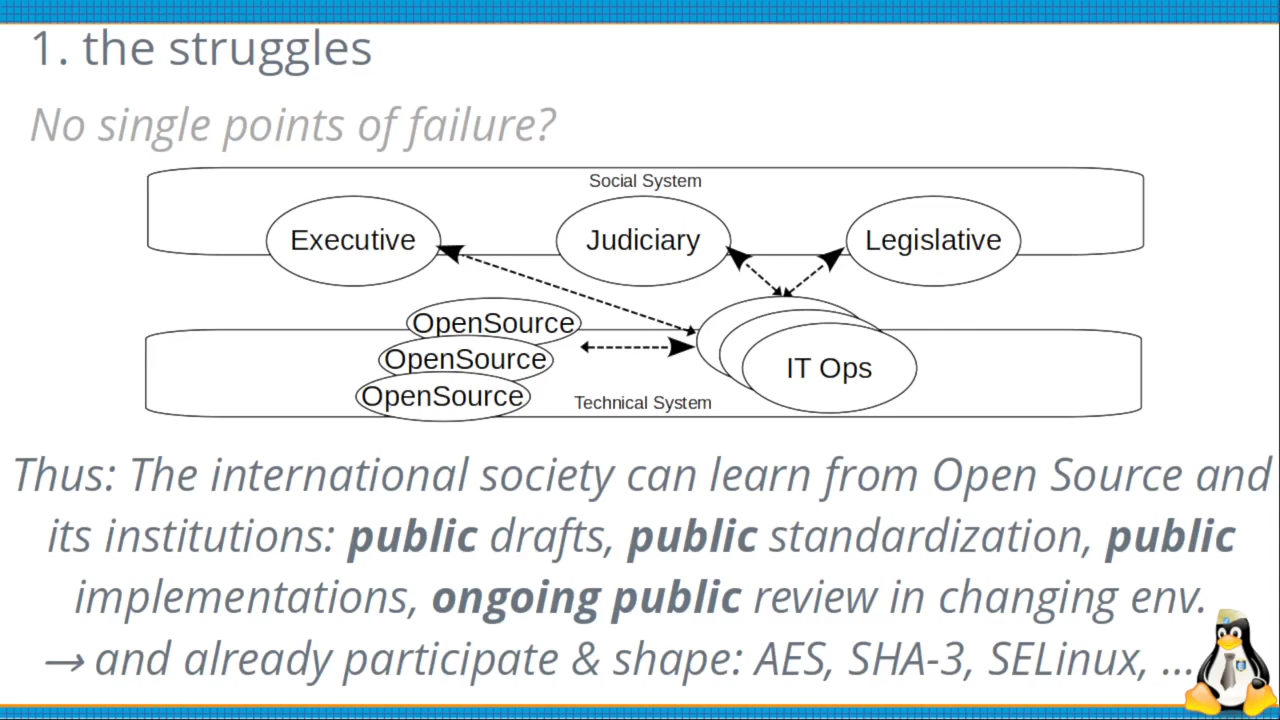 1. the struggles
No single points of failure?
Social System
Executive
Judiciary
Legislative
OpenSource
OpenSource
OpenSource
IT Ops
Technical System
Thus: The international society can learn from Open Source and
its institutions: public drafts, public standardization, public
implementations, ongoing public review in changing env.
→ and already participate & shape: AES, SHA-3, SELinux, ...